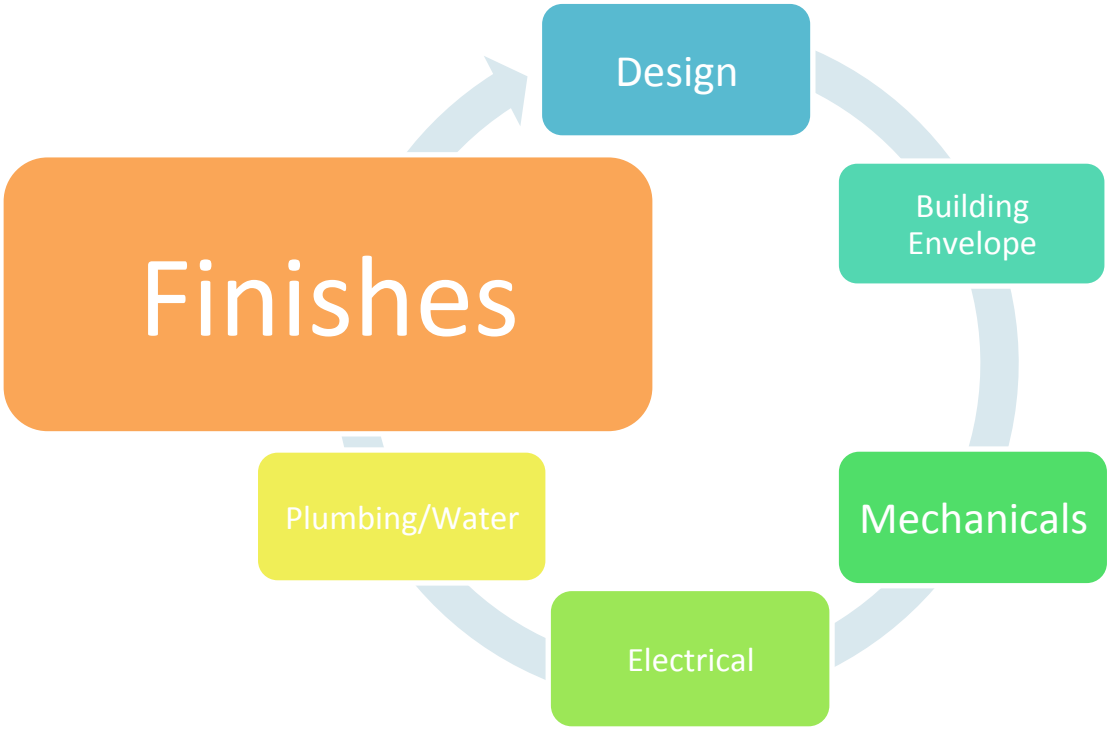 Design
Building
Envelope
Mechanicals
Electrical
Plumbing/Water
Finishes